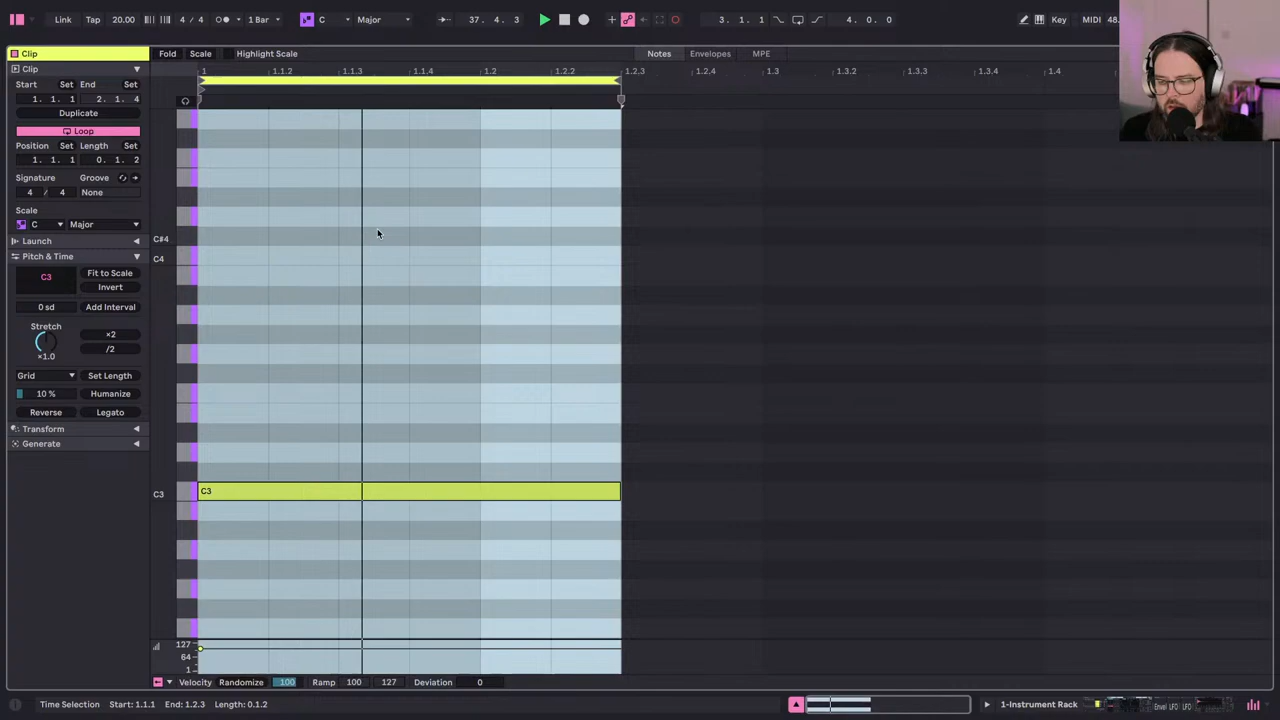 Link Tap 20.00 4 / 4 1 Bar C Major 37. 4. 3 3. 1. 1 4. 0. 0 Key MIDI 48.
Clip Fold Scale Highlight Scale Notes Envelopes MPE
Clip
1 1.1.2 1.1.3 1.1.4 1.2 1.2.2 1.2.3 1.2.4 1.3 1.3.2 1.3.3 1.3.4 1.4
Start Set End Set
1. 1. 1 2. 1. 4
Duplicate
Loop
Position Set Length Set
1. 1. 1 0. 1. 2
Signature Groove
4 / 4 None
Scale
C Major
Launch
Pitch & Time
C3 Fit to Scale
Invert
0 sd Add Interval
Stretch
×2
/2
×1.0
Grid Set Length
10 % Humanize
Reverse Legato
Transform
Generate
C#4
C4
C3 C3
127
64
1
Velocity Randomize 100 Ramp 100 127 Deviation 0
Time Selection Start: 1.1.1 End: 1.2.3 Length: 0.1.2 1-Instrument Rack Envel LFO LFO